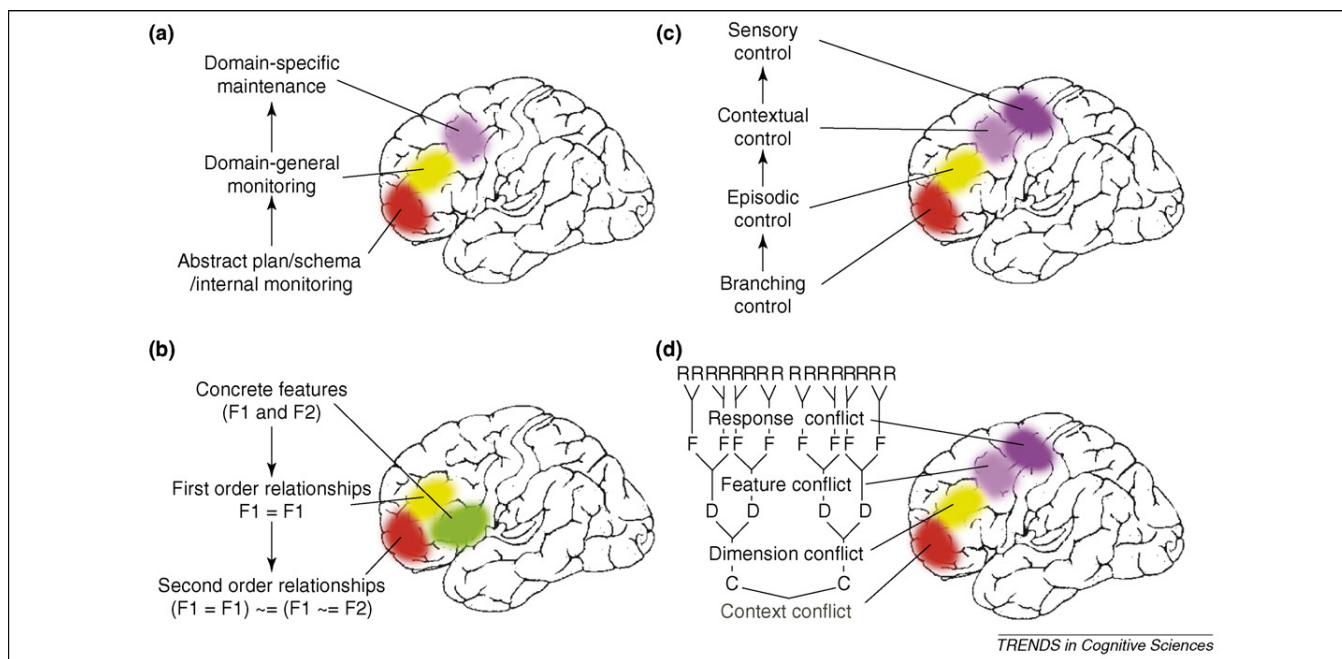 (a)
Domain-specific
maintenance
Domain-general
monitoring
Abstract plan/schema
/internal monitoring
(c)
Sensory
control
Contextual
control
Episodic
control
Branching
control
(b)
Concrete features
(F1 and F2)
First order relationships
F1 = F1
Second order relationships
(F1 = F1) ~= (F1 ~= F2)
(d)
RRRRRRRR RRRRRRRR
Response conflict
F F F F F F F F
Feature conflict
D D D D
Dimension conflict
C C
Context conflict
TRENDS in Cognitive Sciences